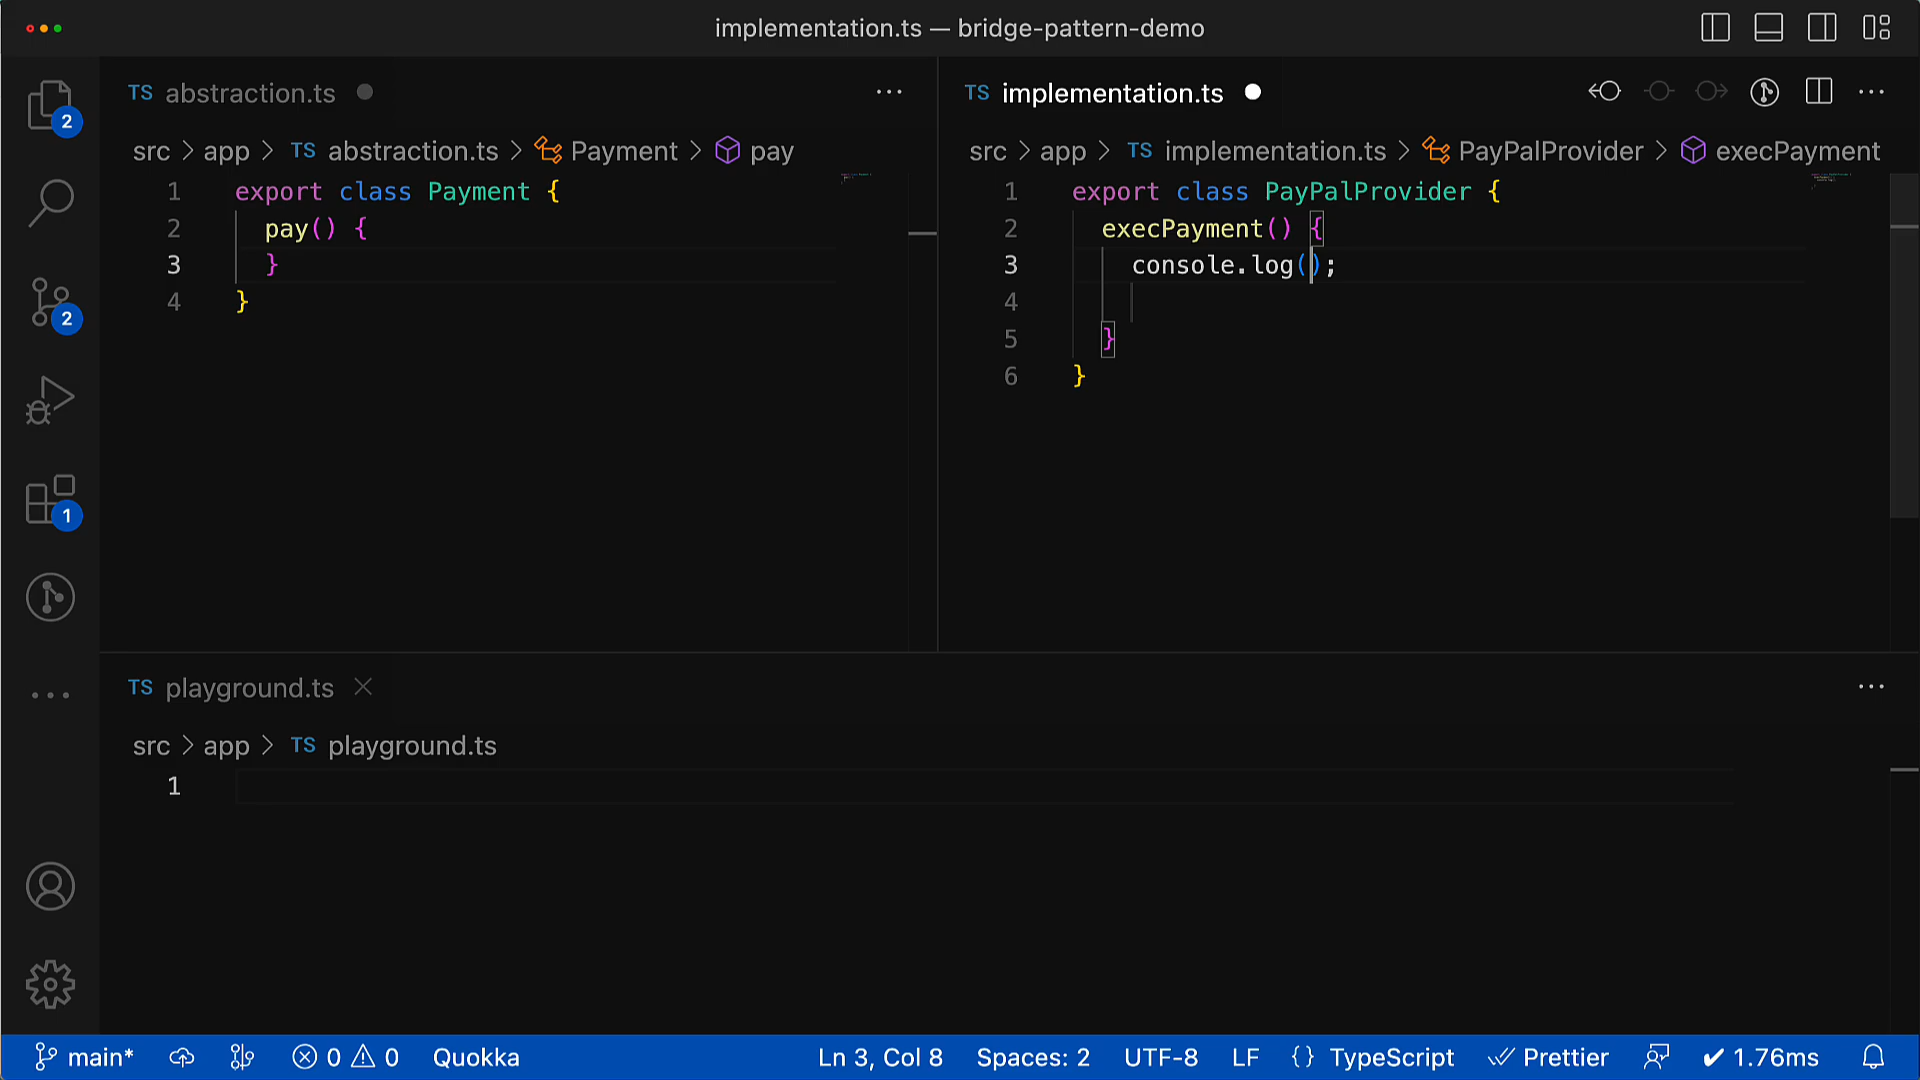 implementation.ts — bridge-pattern-demo
TS abstraction.ts
src > app > TS abstraction.ts > Payment > pay
1 export class Payment {
2 pay() {
3 }
4 }
TS implementation.ts
src > app > TS implementation.ts > PayPalProvider > execPayment
1 export class PayPalProvider {
2 execPayment() {
3 console.log();
4
5 }
6 }
2
2
1
TS playground.ts
src > app > TS playground.ts
1
main* 0 0 Quokka Ln 3, Col 8 Spaces: 2 UTF-8 LF {} TypeScript Prettier ✔ 1.76ms